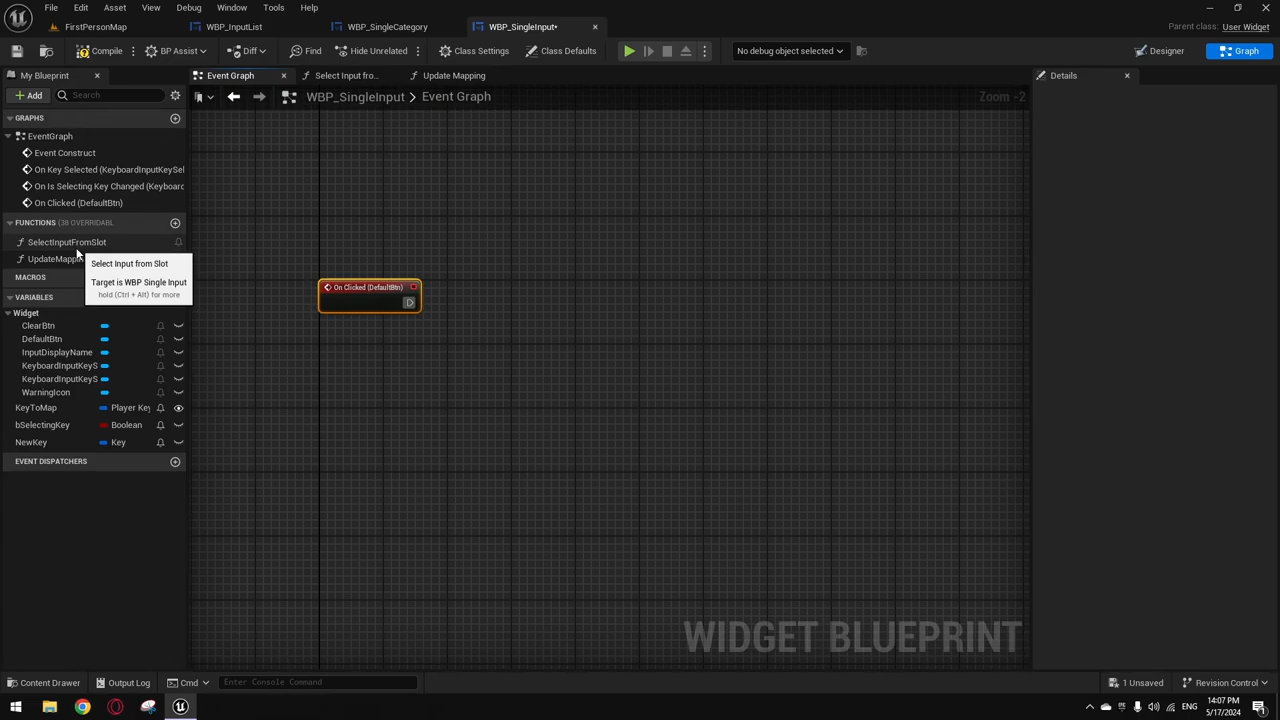 File Edit Asset View Debug Window Tools Help
FirstPersonMap WBP_InputList WBP_SingleCategory WBP_SingleInput* Parent class: User Widget
Compile BP Assist Diff Find Hide Unrelated Class Settings Class Defaults No debug object selected Designer Graph
My Blueprint Event Graph Select Input fro... Update Mapping Details
Add Search WBP_SingleInput > Event Graph Zoom -2
GRAPHS
EventGraph
Event Construct
On Key Selected (KeyboardInputKeySel
On Is Selecting Key Changed (Keyboard
On Clicked (DefaultBtn)
FUNCTIONS (38 OVERRIDABL
SelectInputFromSlot
UpdateMappin
Select Input from Slot
Target is WBP Single Input
hold (Ctrl + Alt) for more
MACROS
VARIABLES
On Clicked (DefaultBtn)
Widget
ClearBtn
DefaultBtn
InputDisplayName
KeyboardInputKeyS
KeyboardInputKeyS
WarningIcon
KeyToMap Player Key
bSelectingKey Boolean
NewKey Key
EVENT DISPATCHERS
WIDGET BLUEPRINT
Content Drawer Output Log Cmd Enter Console Command 1 Unsaved Revision Control
ENG 14:07 PM
5/17/2024